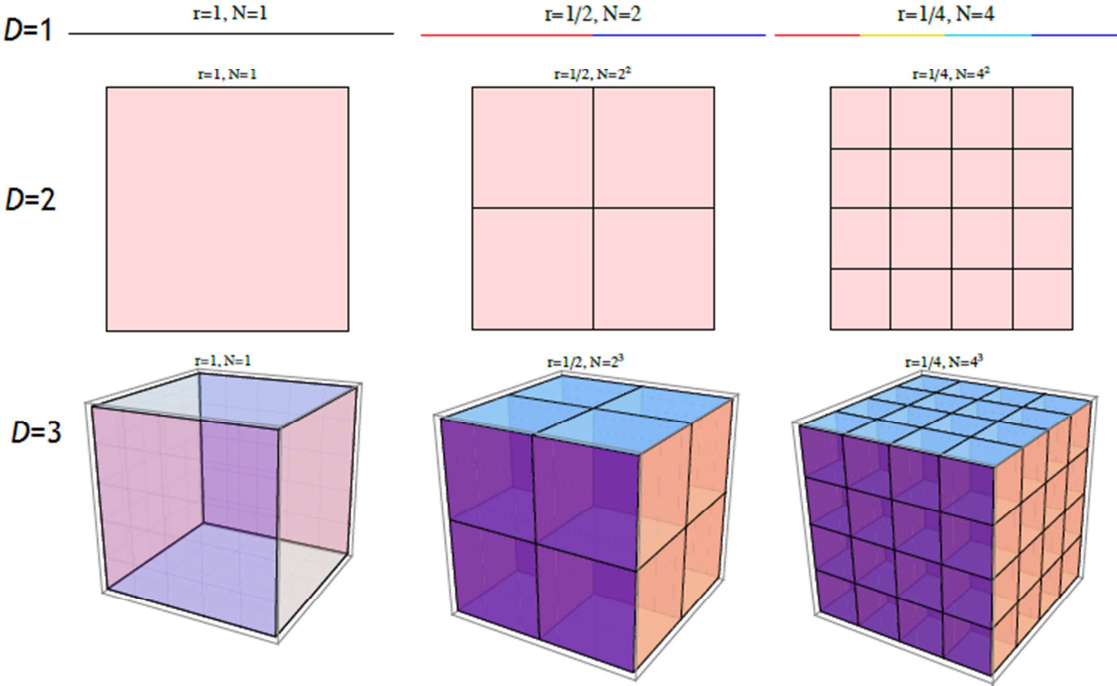 r=1, N=1
r=1/2, N=2
r=1/4, N=4
D=1
r=1, N=1
r=1/2, N=2²
r=1/4, N=4²
D=2
r=1, N=1
r=1/2, N=2³
r=1/4, N=4³
D=3